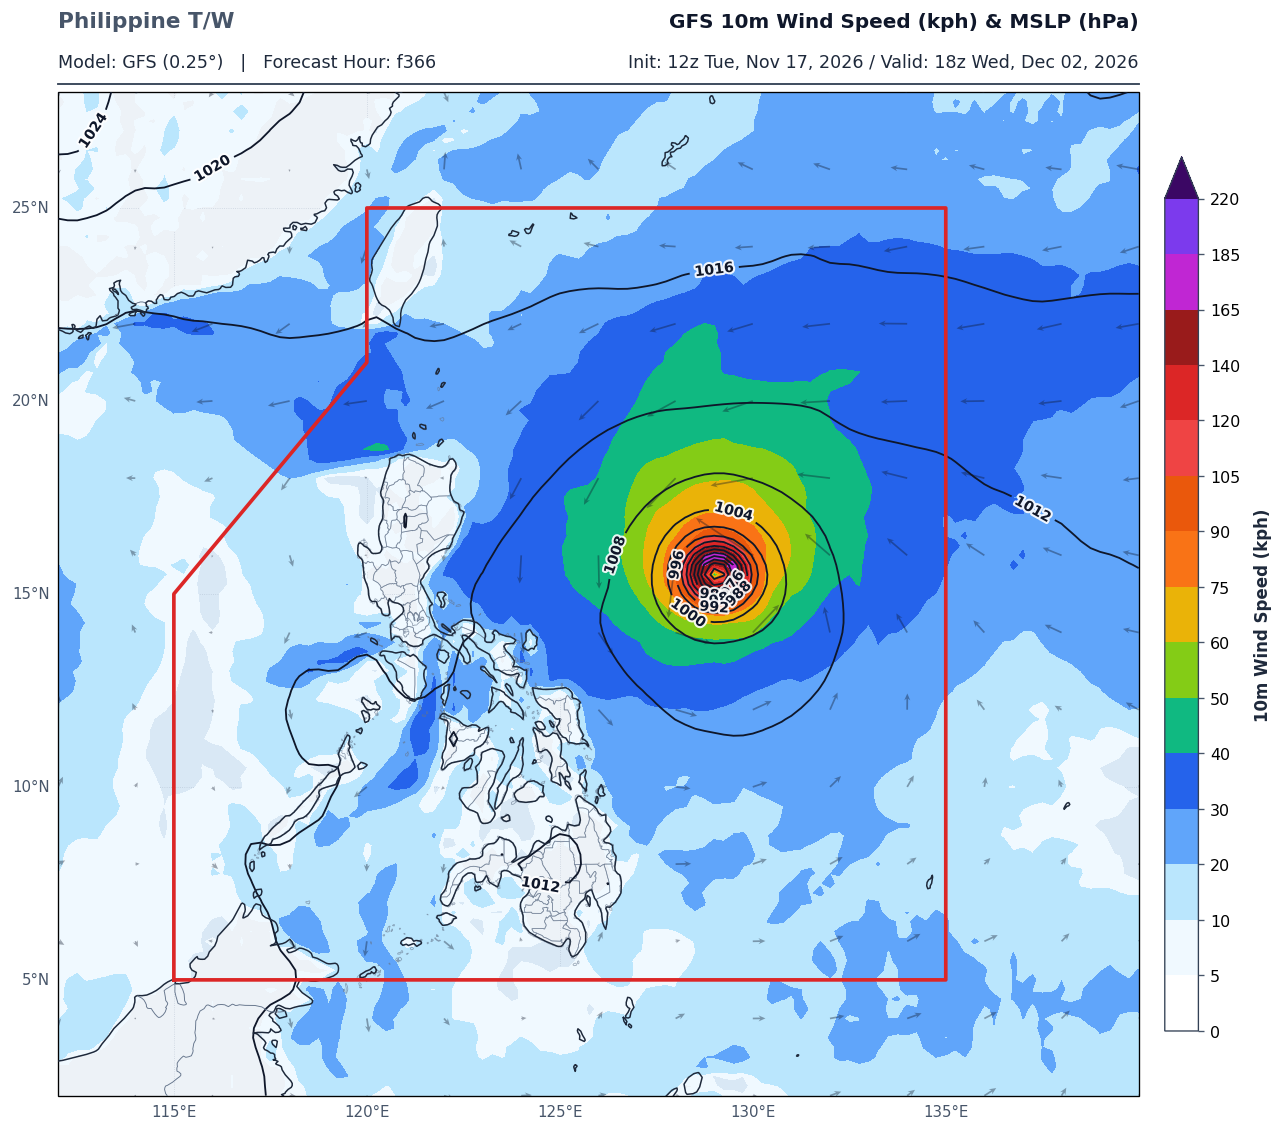 Philippine T/W
GFS 10m Wind Speed (kph) & MSLP (hPa)
Model: GFS (0.25°)   |   Forecast Hour: f366
Init: 12z Tue, Nov 17, 2026 / Valid: 18z Wed, Dec 02, 2026
1024
1020
1016
1012
1004
1008
996
976
988
992
1000
1012
25°N
20°N
15°N
10°N
5°N
115°E
120°E
125°E
130°E
135°E
220
185
165
140
120
105
90
75
60
50
40
30
20
10
5
0
10m Wind Speed (kph)